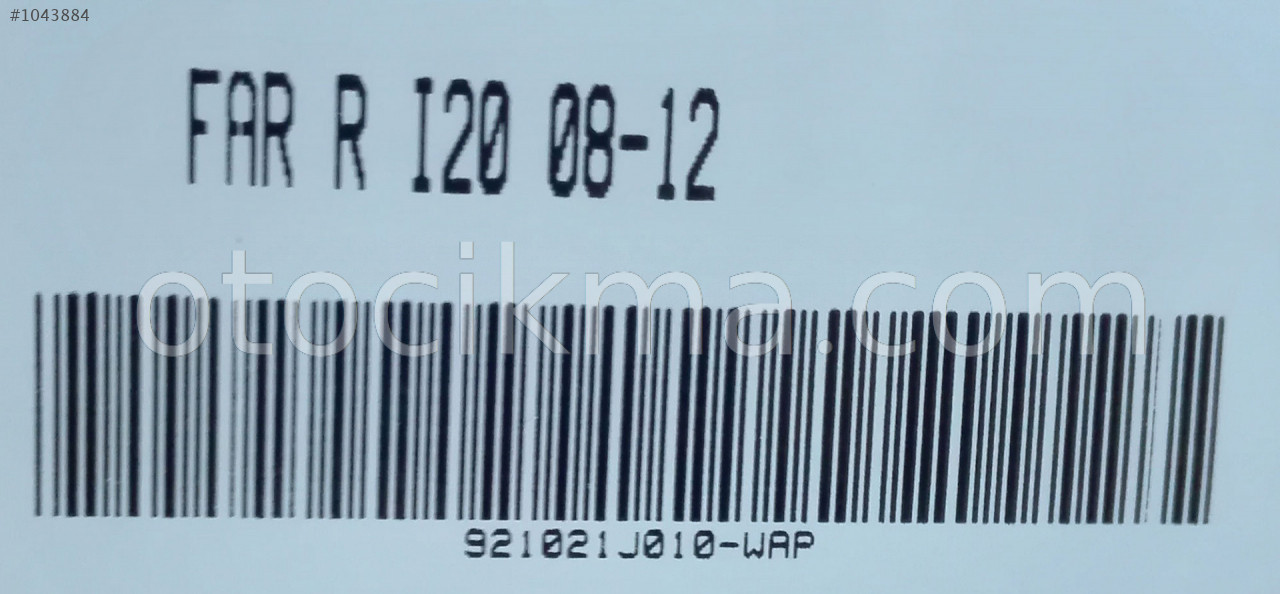 #1043884
FAR R I20 08-12
otocikma.com
921021J010-WAP